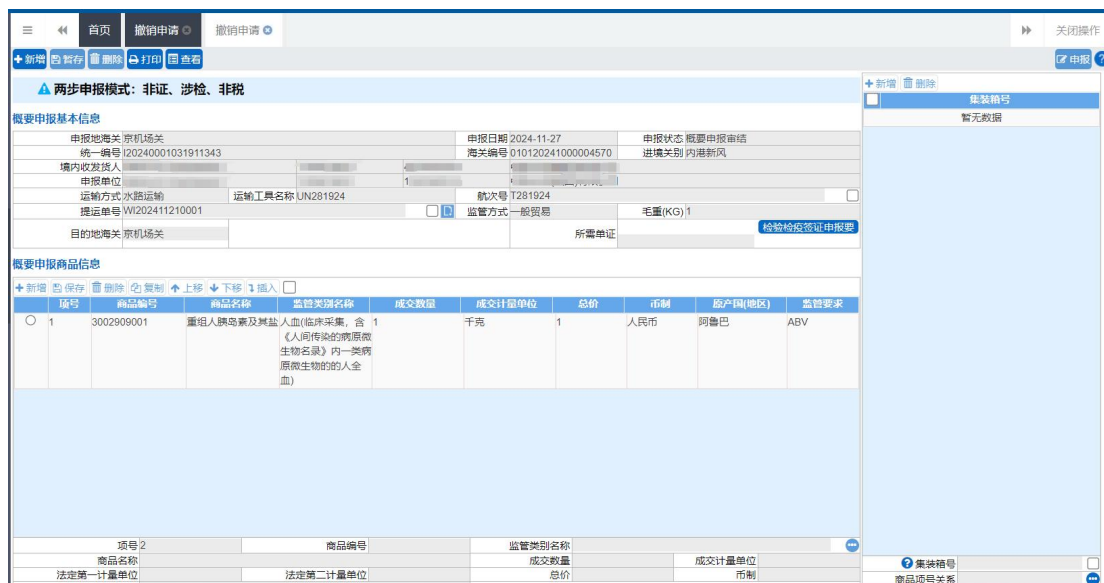 首页 撤销申请 撤销申请 关闭操作
新增 暂存 删除 打印 查看 申报
两步申报模式：非证、涉检、非税
新增 删除
集装箱号
暂无数据
概要申报基本信息
申报地海关 京机场关 申报日期 2024-11-27 申报状态 概要申报审结
统一编号 I20240001031911343 海关编号 010120241000004570 进境关别 内港新风
境内收发货人
申报单位 1
运输方式 水路运输 运输工具名称 UN281924 航次号 T281924
提运单号 WI202411210001 监管方式 一般贸易 毛重(KG) 1
目的地海关 京机场关 所需单证 检验检疫签证申报要
概要申报商品信息
新增 保存 删除 复制 上移 下移 插入
项号 商品编号 商品名称 监管类别名称 成交数量 成交计量单位 总价 币制 原产国(地区) 监管要求
1 3002909001 重组人胰岛素及其盐 人血(临床采集，含 1 千克 1 人民币 阿鲁巴 ABV
《人间传染的病原微
生物名录》内一类病
原微生物的的人全
血)
项号 2 商品编号 监管类别名称
商品名称 成交数量 成交计量单位
法定第一计量单位 法定第二计量单位 总价 币制
集装箱号
商品项号关系